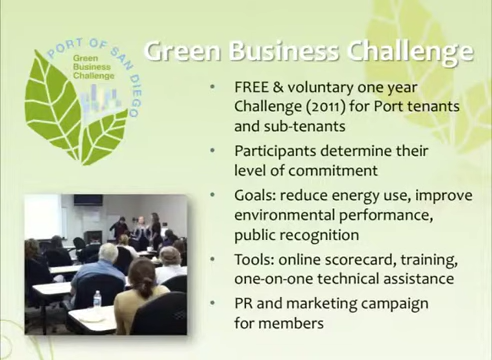 PORT OF SAN DIEGO
Green
Business
Challenge
Green Business Challenge
• FREE & voluntary one year
Challenge (2011) for Port tenants
and sub-tenants
• Participants determine their
level of commitment
• Goals: reduce energy use, improve
environmental performance,
public recognition
• Tools: online scorecard, training,
one-on-one technical assistance
• PR and marketing campaign
for members